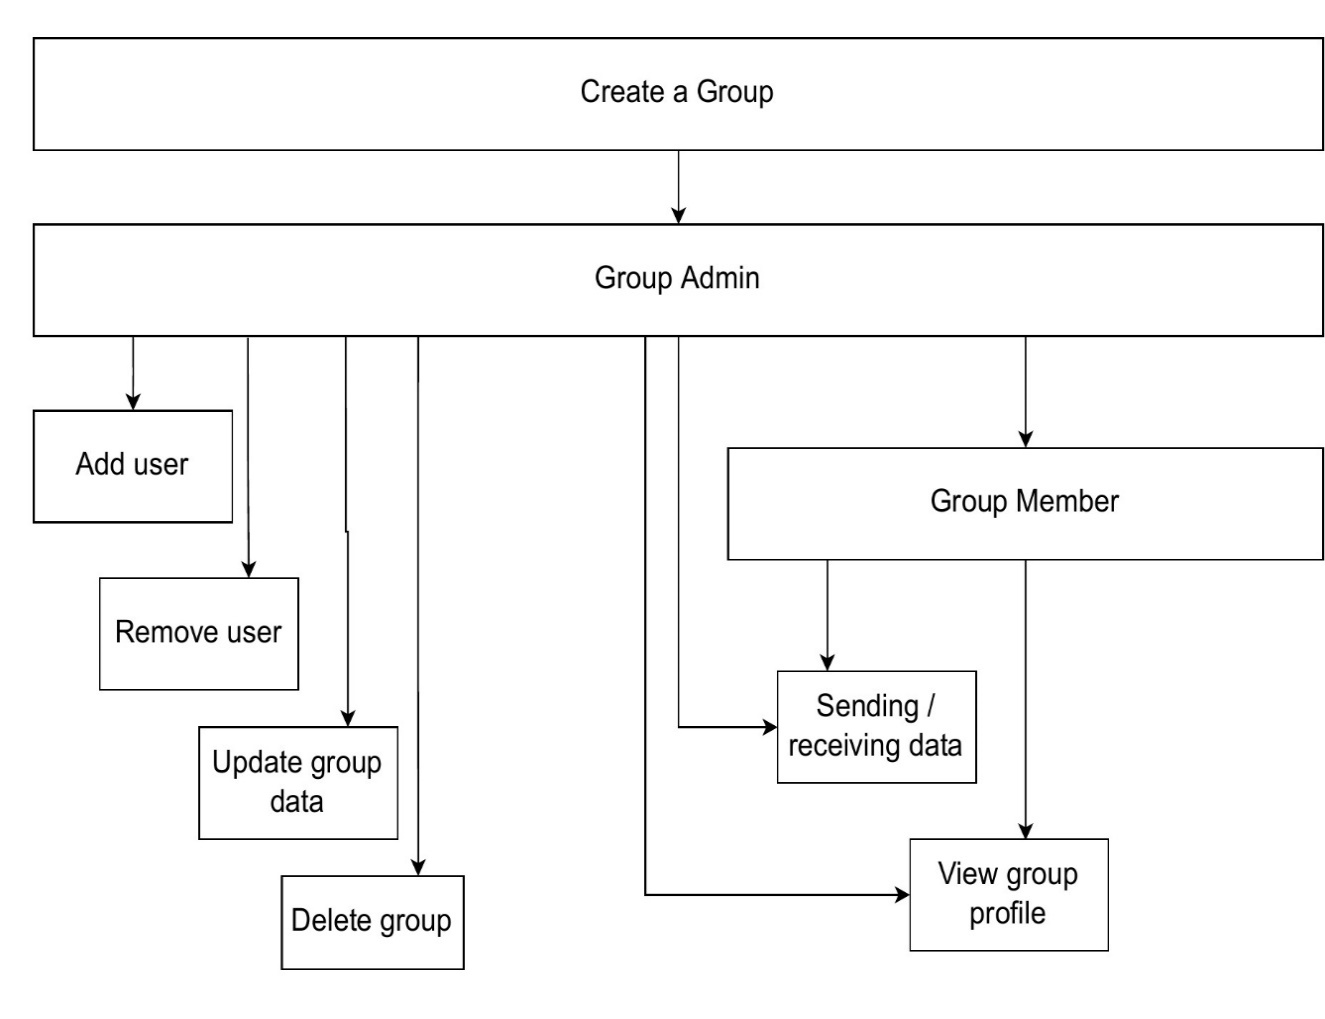 Create a Group
Group Admin
Add user
Group Member
Remove user
Sending /
receiving data
Update group
data
View group
profile
Delete group